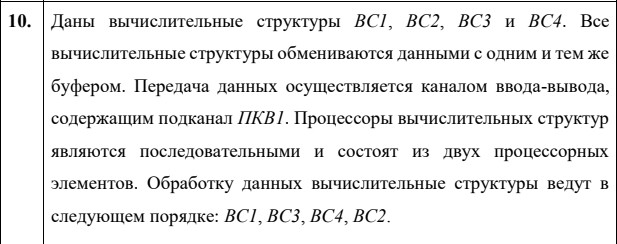 10. Даны вычислительные структуры ВС1, ВС2, ВС3 и ВС4. Все
вычислительные структуры обмениваются данными с одним и тем же
буфером. Передача данных осуществляется каналом ввода-вывода,
содержащим подканал ПКВ1. Процессоры вычислительных структур
являются последовательными и состоят из двух процессорных
элементов. Обработку данных вычислительные структуры ведут в
следующем порядке: ВС1, ВС3, ВС4, ВС2.